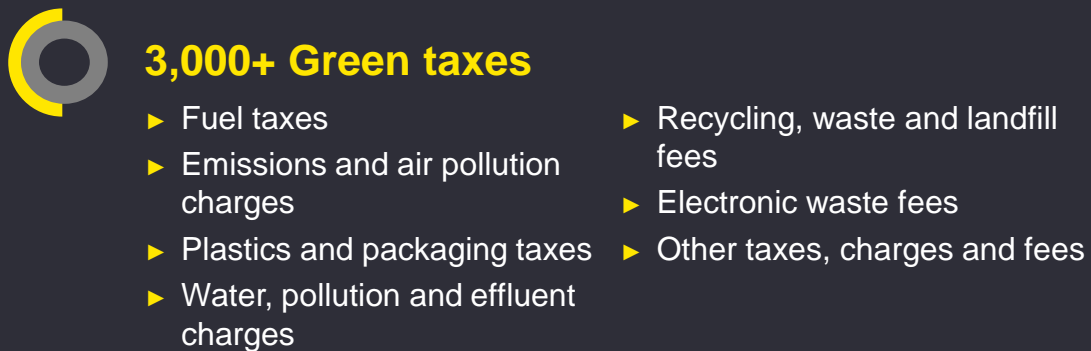 3,000+ Green taxes
► Fuel taxes
► Emissions and air pollution
charges
► Plastics and packaging taxes
► Water, pollution and effluent
charges
► Recycling, waste and landfill
fees
► Electronic waste fees
► Other taxes, charges and fees